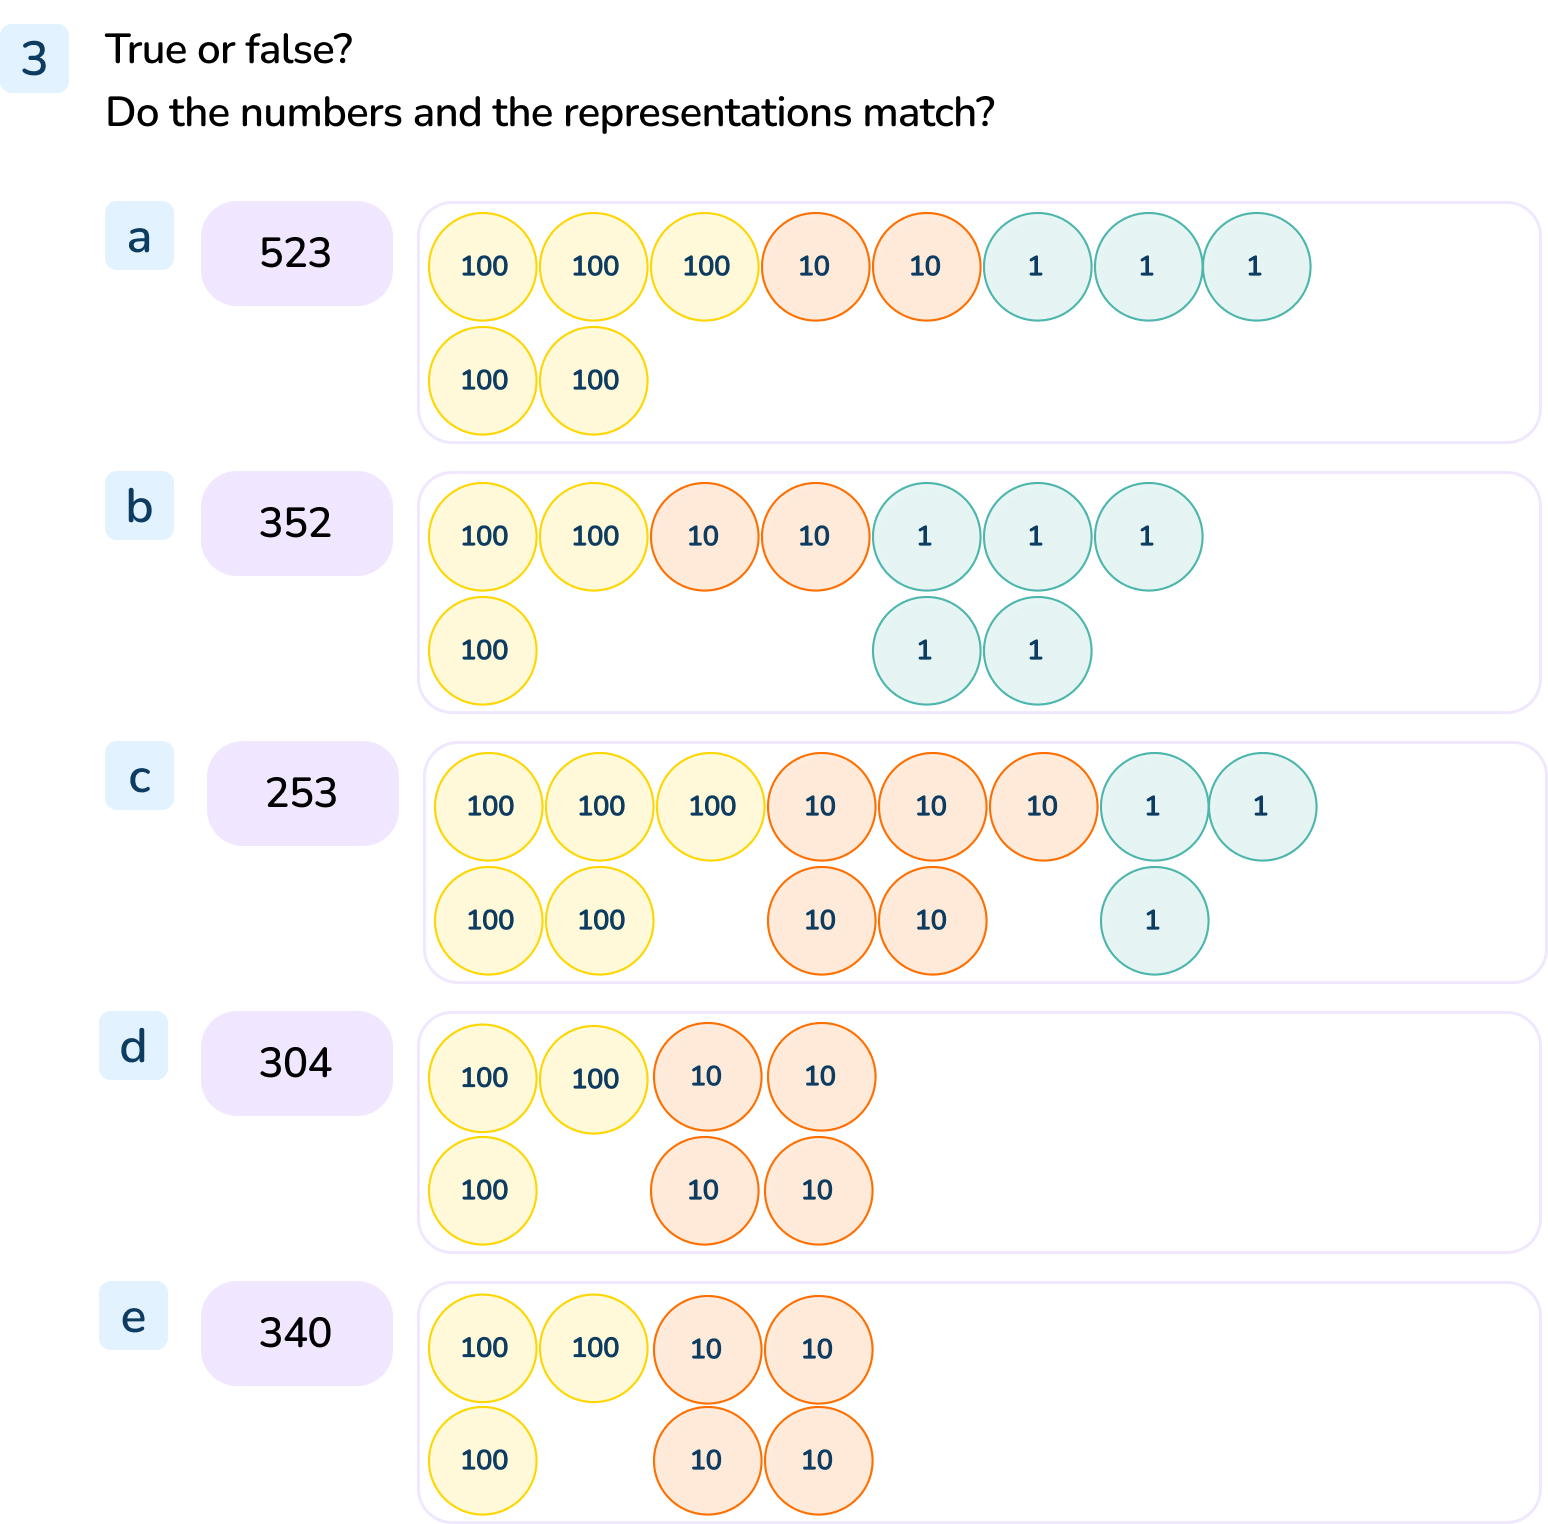 3
True or false?
Do the numbers and the representations match?
a
523
100 100 100 10 10 1 1 1
100 100
b
352
100 100 10 10 1 1 1
100 1 1
c
253
100 100 100 10 10 10 1 1
100 100 10 10 1
d
304
100 100 10 10
100 10 10
e
340
100 100 10 10
100 10 10